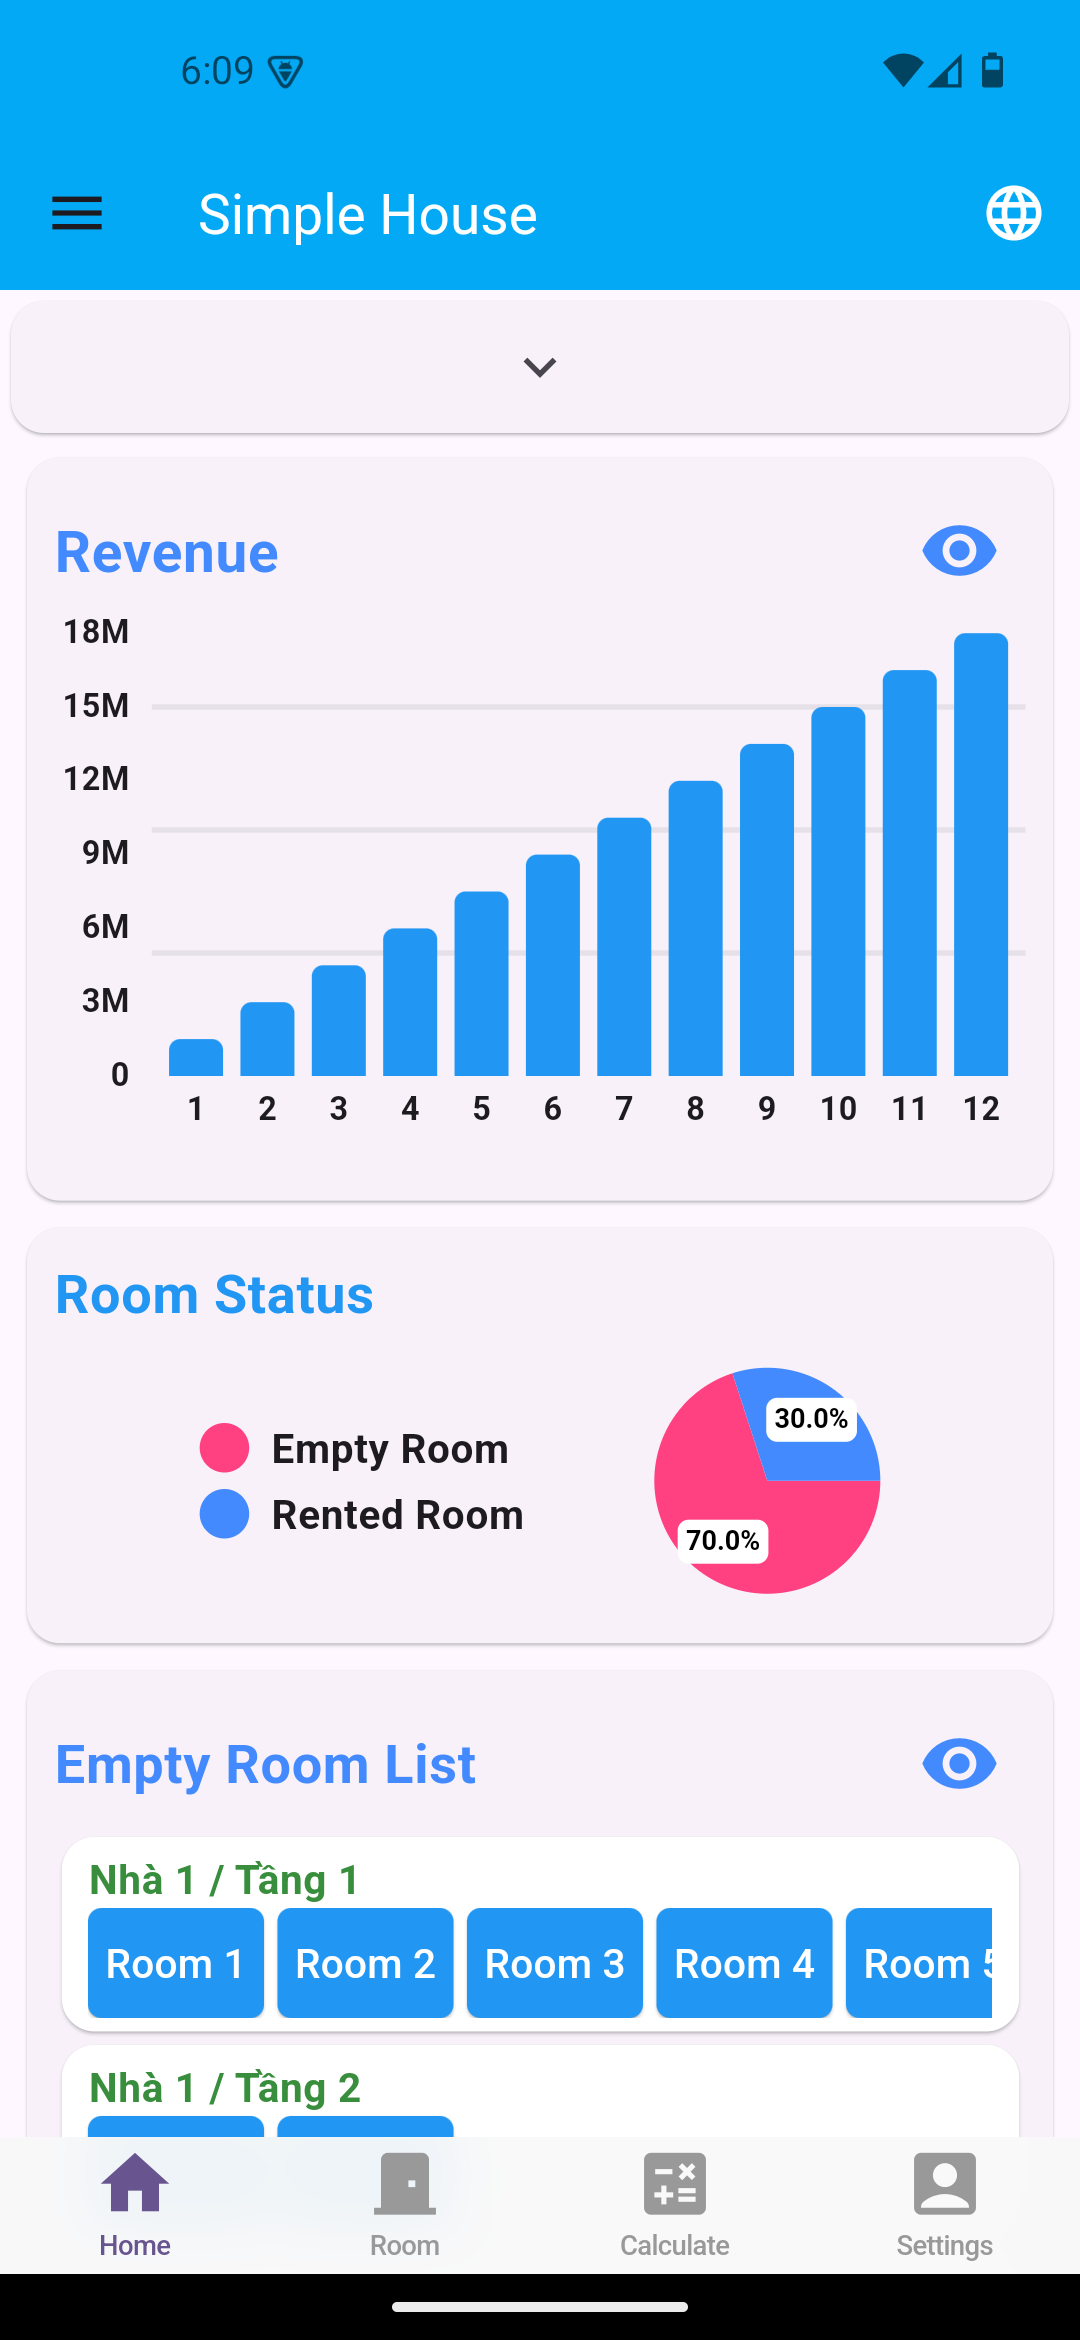 6:09
Simple House
Revenue
18M
15M
12M
9M
6M
3M
0
1 2 3 4 5 6 7 8 9 10 11 12
Room Status
Empty Room
Rented Room
30.0%
70.0%
Empty Room List
Nhà 1 / Tầng 1
Room 1 Room 2 Room 3 Room 4 Room 5
Nhà 1 / Tầng 2
Home Room Calculate Settings